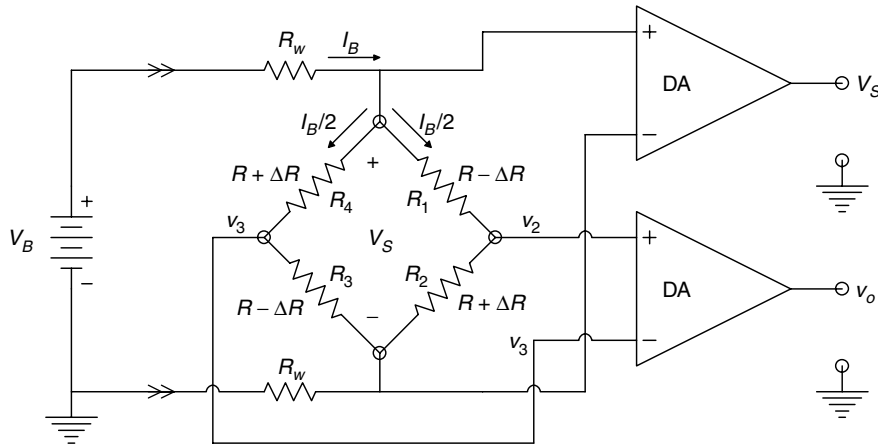 R_w
I_B
+
DA
V_S
−
I_B/2
I_B/2
R + ΔR
+
R − ΔR
R_4
R_1
v_3
V_S
v_2
+
V_B
−
R_3
R_2
R − ΔR
−
R + ΔR
+
DA
v_o
v_3
−
R_w